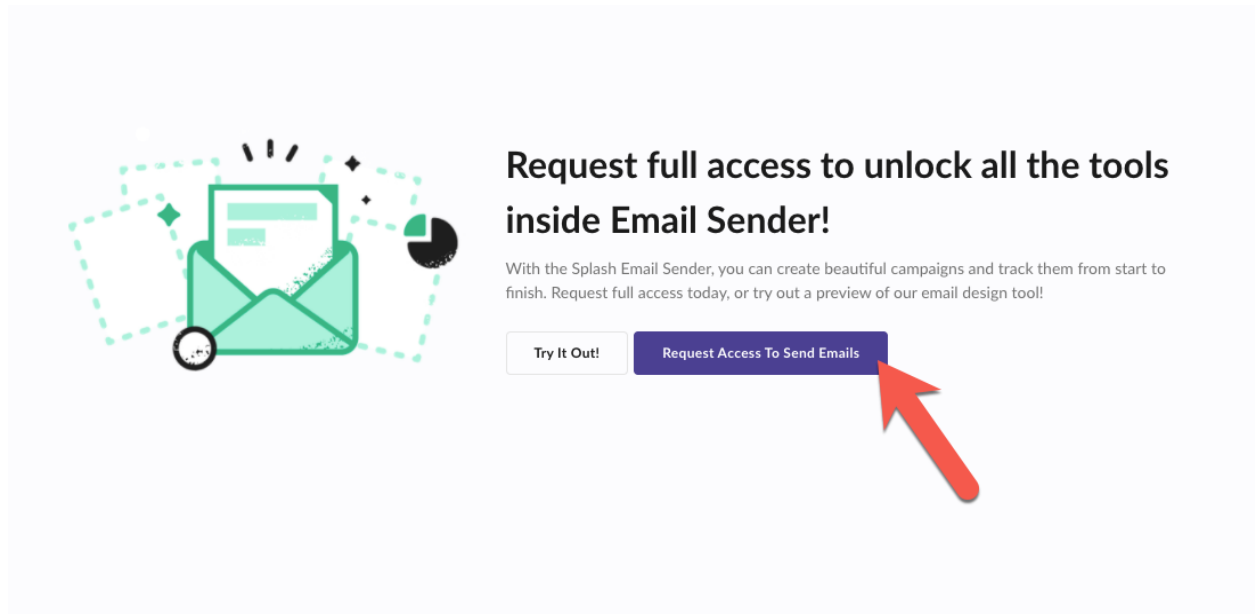 Request full access to unlock all the tools
inside Email Sender!
With the Splash Email Sender, you can create beautiful campaigns and track them from start to
finish. Request full access today, or try out a preview of our email design tool!
Try It Out!
Request Access To Send Emails